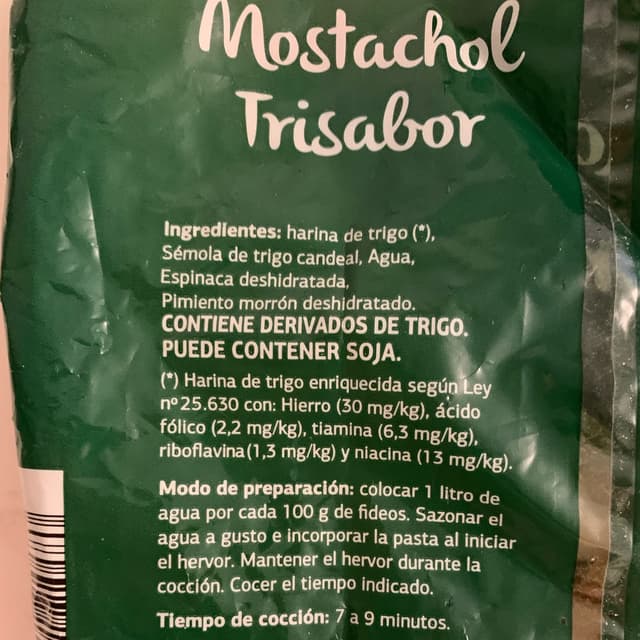 Mostachol
Trisabor
Ingredientes: harina de trigo (*),
Sémola de trigo candeal, Agua,
Espinaca deshidratada,
Pimiento morrón deshidratado.
CONTIENE DERIVADOS DE TRIGO.
PUEDE CONTENER SOJA.
(*) Harina de trigo enriquecida según Ley
nº 25.630 con: Hierro (30 mg/kg), ácido
fólico (2,2 mg/kg), tiamina (6,3 mg/kg),
riboflavina (1,3 mg/kg) y niacina (13 mg/kg).
Modo de preparación: colocar 1 litro de
agua por cada 100 g de fideos. Sazonar el
agua a gusto e incorporar la pasta al iniciar
el hervor. Mantener el hervor durante la
cocción. Cocer el tiempo indicado.
Tiempo de cocción: 7 a 9 minutos.